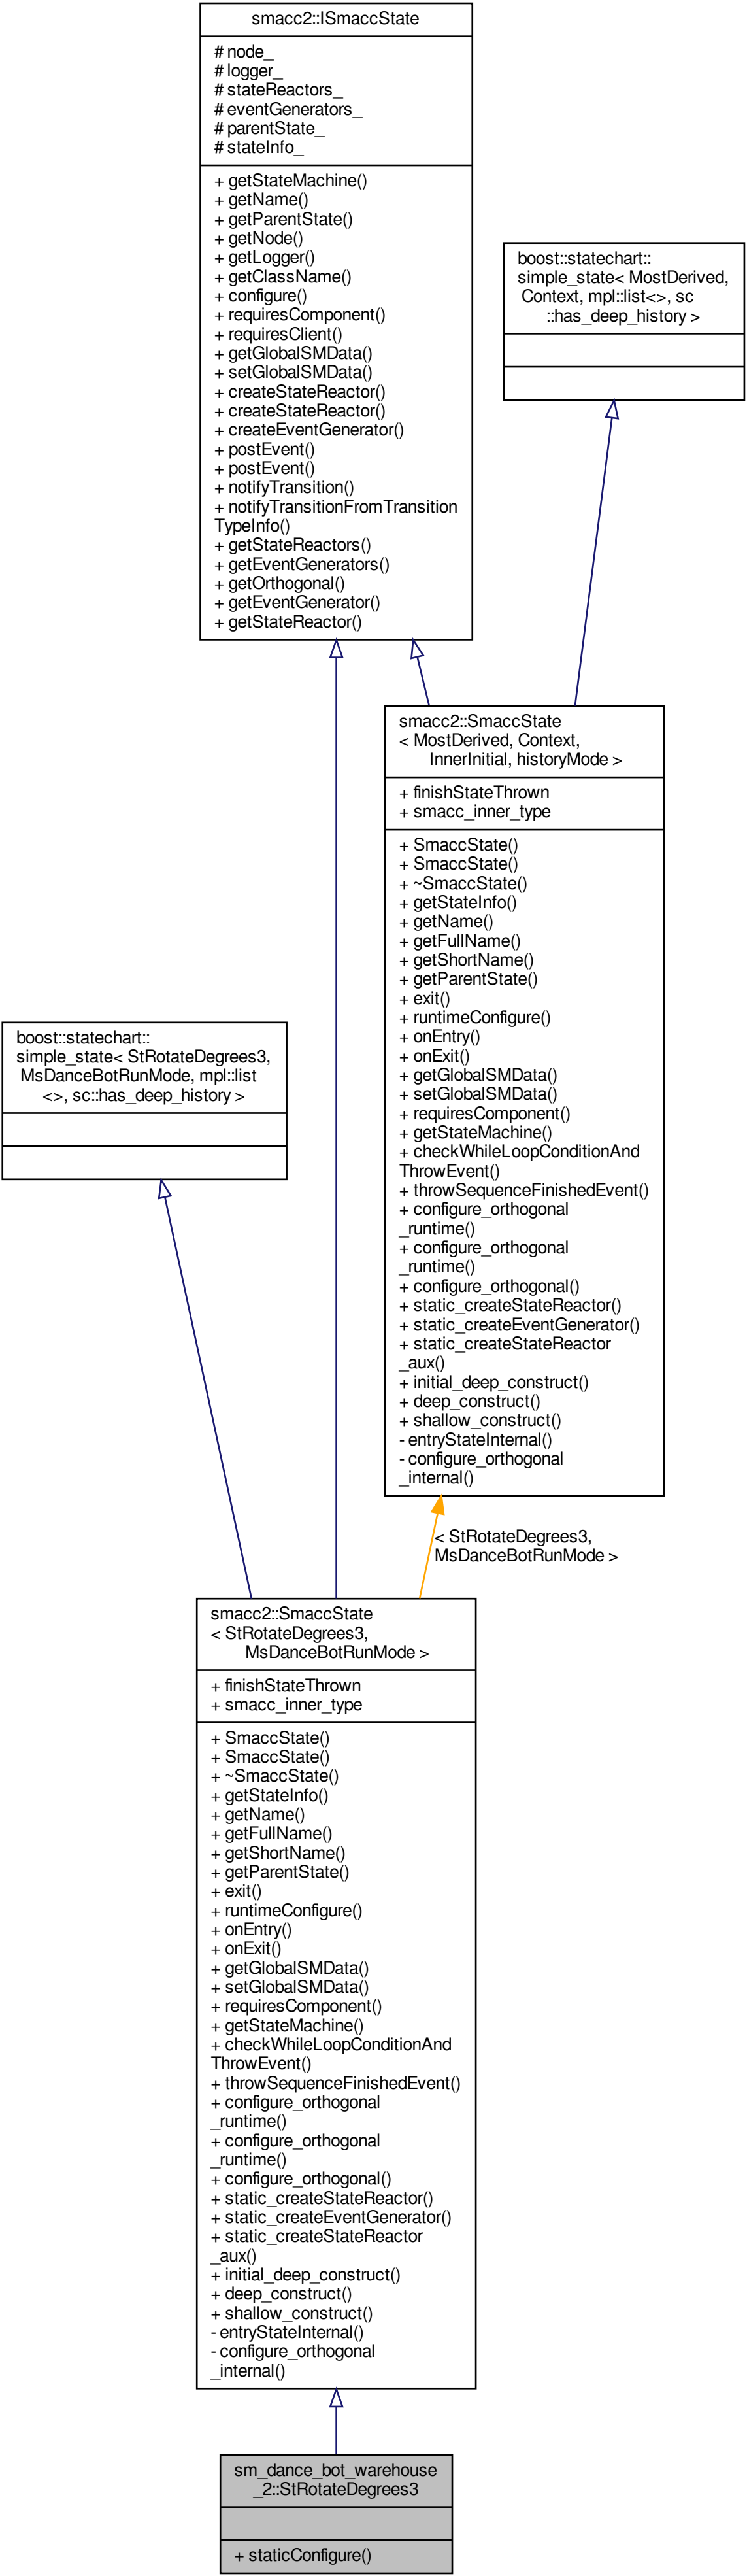 smacc2::ISmaccState
# node_
# logger_
# stateReactors_
# eventGenerators_
# parentState_
# stateInfo_
+ getStateMachine()
+ getName()
+ getParentState()
+ getNode()
+ getLogger()
+ getClassName()
+ configure()
+ requiresComponent()
+ requiresClient()
+ getGlobalSMData()
+ setGlobalSMData()
+ createStateReactor()
+ createStateReactor()
+ createEventGenerator()
+ postEvent()
+ postEvent()
+ notifyTransition()
+ notifyTransitionFromTransition
TypeInfo()
+ getStateReactors()
+ getEventGenerators()
+ getOrthogonal()
+ getEventGenerator()
+ getStateReactor()
boost::statechart::
simple_state< MostDerived,
Context, mpl::list<>, sc
::has_deep_history >
smacc2::SmaccState
< MostDerived, Context,
InnerInitial, historyMode >
+ finishStateThrown
+ smacc_inner_type
+ SmaccState()
+ SmaccState()
+ ~SmaccState()
+ getStateInfo()
+ getName()
+ getFullName()
+ getShortName()
+ getParentState()
+ exit()
+ runtimeConfigure()
+ onEntry()
+ onExit()
+ getGlobalSMData()
+ setGlobalSMData()
+ requiresComponent()
+ getStateMachine()
+ checkWhileLoopConditionAnd
ThrowEvent()
+ throwSequenceFinishedEvent()
+ configure_orthogonal
_runtime()
+ configure_orthogonal
_runtime()
+ configure_orthogonal()
+ static_createStateReactor()
+ static_createEventGenerator()
+ static_createStateReactor
_aux()
+ initial_deep_construct()
+ deep_construct()
+ shallow_construct()
- entryStateInternal()
- configure_orthogonal
_internal()
boost::statechart::
simple_state< StRotateDegrees3,
MsDanceBotRunMode, mpl::list
<>, sc::has_deep_history >
< StRotateDegrees3,
MsDanceBotRunMode >
smacc2::SmaccState
< StRotateDegrees3,
MsDanceBotRunMode >
+ finishStateThrown
+ smacc_inner_type
+ SmaccState()
+ SmaccState()
+ ~SmaccState()
+ getStateInfo()
+ getName()
+ getFullName()
+ getShortName()
+ getParentState()
+ exit()
+ runtimeConfigure()
+ onEntry()
+ onExit()
+ getGlobalSMData()
+ setGlobalSMData()
+ requiresComponent()
+ getStateMachine()
+ checkWhileLoopConditionAnd
ThrowEvent()
+ throwSequenceFinishedEvent()
+ configure_orthogonal
_runtime()
+ configure_orthogonal
_runtime()
+ configure_orthogonal()
+ static_createStateReactor()
+ static_createEventGenerator()
+ static_createStateReactor
_aux()
+ initial_deep_construct()
+ deep_construct()
+ shallow_construct()
- entryStateInternal()
- configure_orthogonal
_internal()
sm_dance_bot_warehouse
_2::StRotateDegrees3
+ staticConfigure()